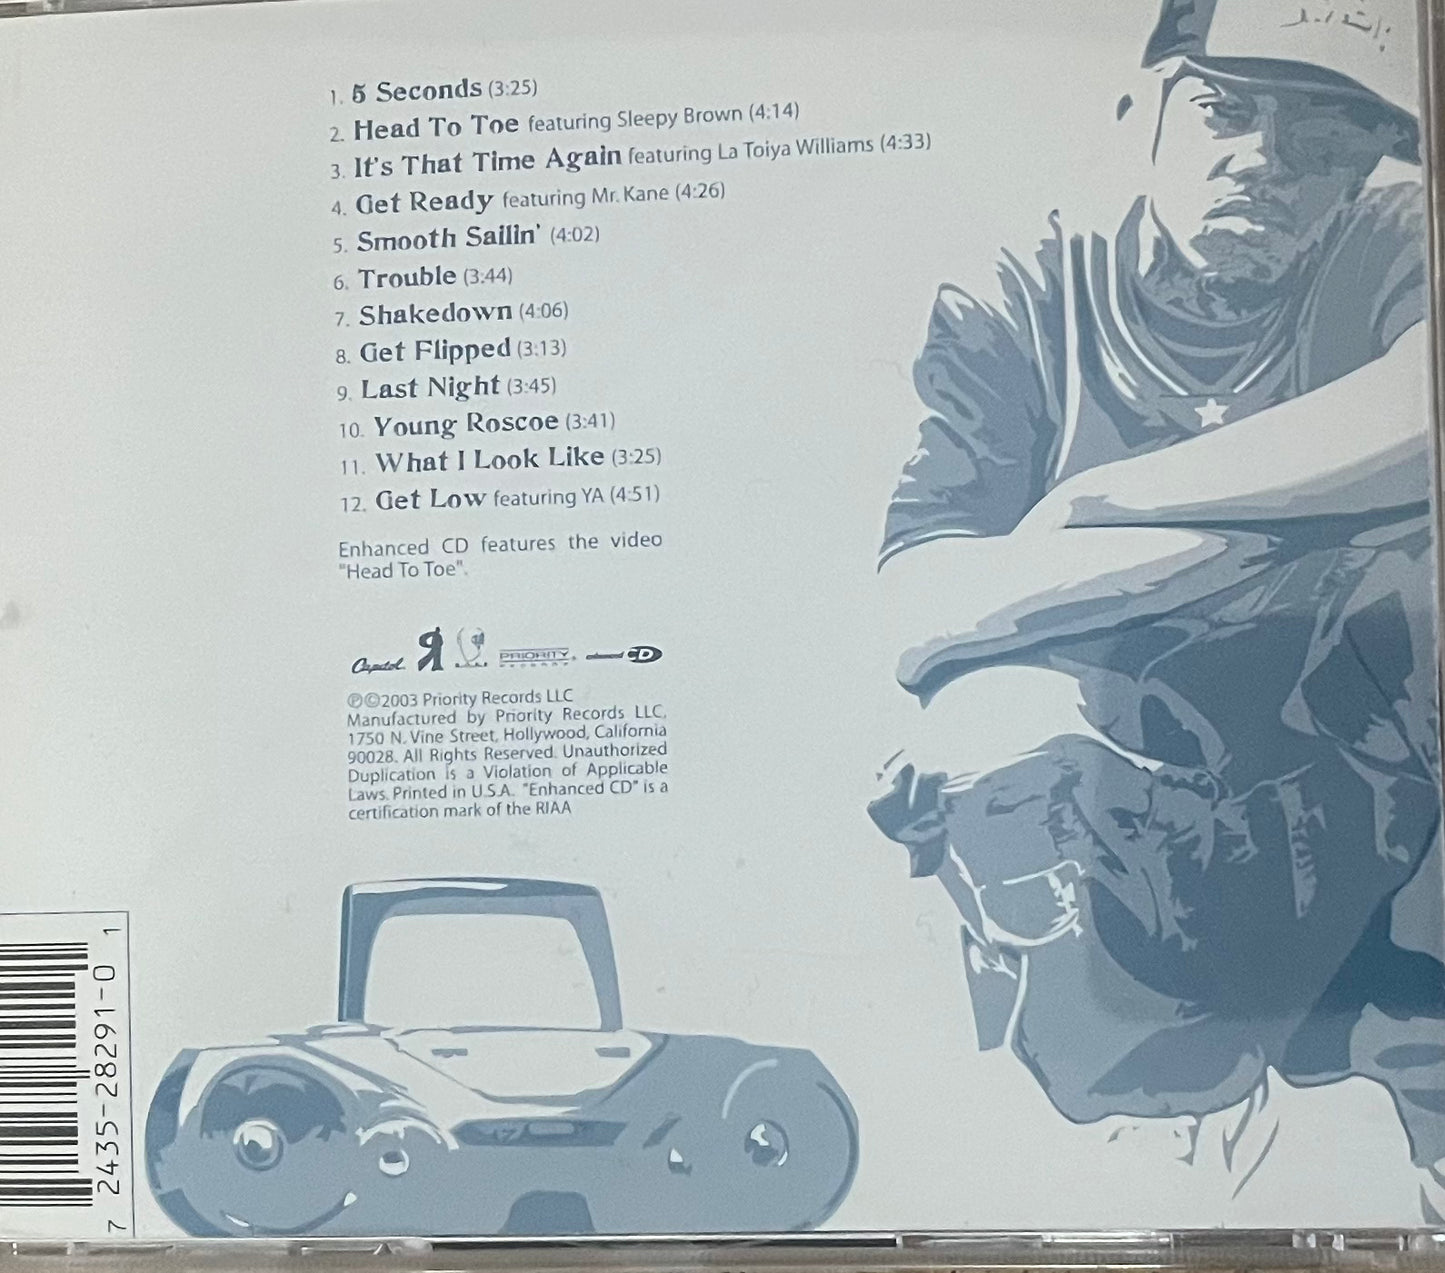 1. 5 Seconds (3:25)
2. Head To Toe featuring Sleepy Brown (4:14)
3. It's That Time Again featuring La Toiya Williams (4:33)
4. Get Ready featuring Mr. Kane (4:26)
5. Smooth Sailin' (4:02)
6. Trouble (3:44)
7. Shakedown (4:06)
8. Get Flipped (3:13)
9. Last Night (3:45)
10. Young Roscoe (3:41)
11. What I Look Like (3:25)
12. Get Low featuring YA (4:51)
Enhanced CD features the video
"Head To Toe".
Capitol PRIORITY RECORDS
℗©2003 Priority Records LLC
Manufactured by Priority Records LLC,
1750 N. Vine Street, Hollywood, California
90028. All Rights Reserved. Unauthorized
Duplication is a Violation of Applicable
Laws. Printed in U.S.A. "Enhanced CD" is a
certification mark of the RIAA
7 2435-28291-0 1